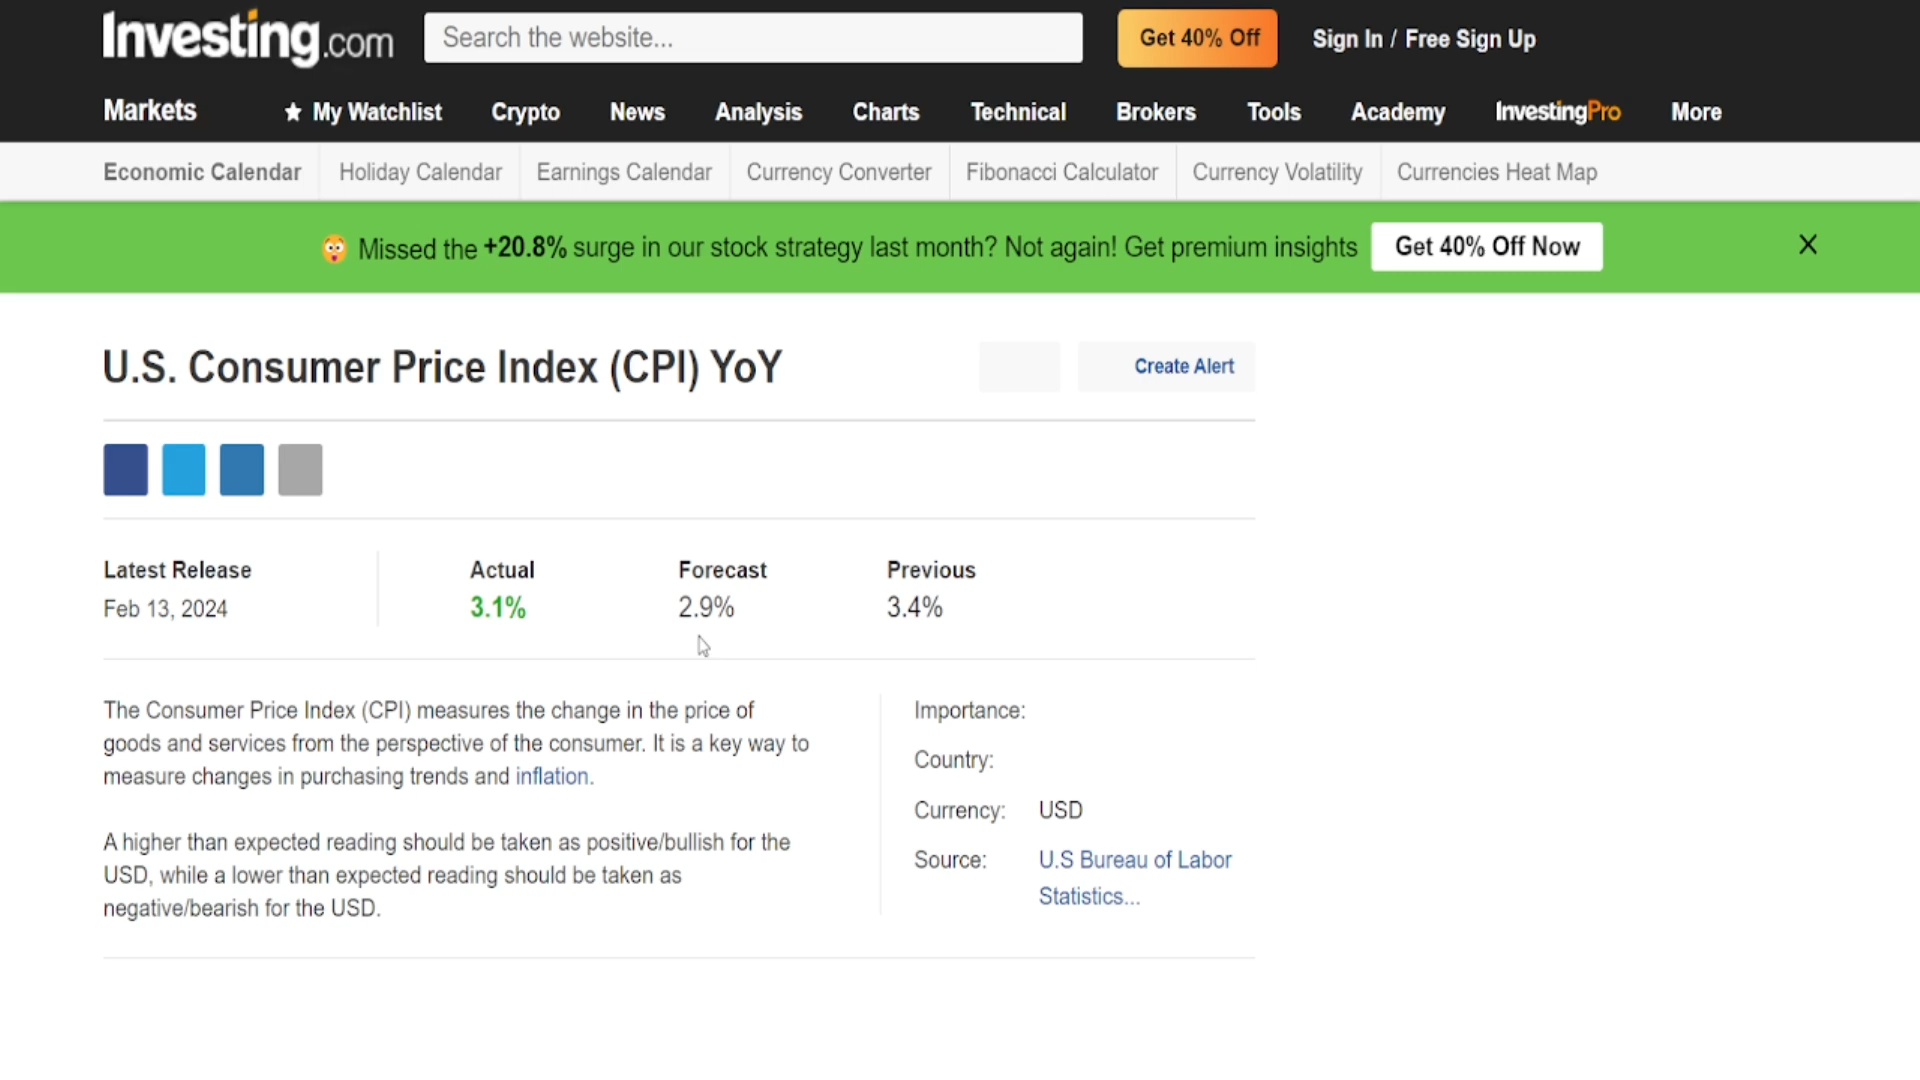 Investing.com
Search the website...
Get 40% Off
Sign In / Free Sign Up
Markets
★ My Watchlist
Crypto
News
Analysis
Charts
Technical
Brokers
Tools
Academy
InvestingPro
More
Economic Calendar
Holiday Calendar
Earnings Calendar
Currency Converter
Fibonacci Calculator
Currency Volatility
Currencies Heat Map
Missed the +20.8% surge in our stock strategy last month? Not again! Get premium insights
Get 40% Off Now
X
U.S. Consumer Price Index (CPI) YoY
Create Alert
Latest Release
Feb 13, 2024
Actual
3.1%
Forecast
2.9%
Previous
3.4%
The Consumer Price Index (CPI) measures the change in the price of
goods and services from the perspective of the consumer. It is a key way to
measure changes in purchasing trends and inflation.
A higher than expected reading should be taken as positive/bullish for the
USD, while a lower than expected reading should be taken as
negative/bearish for the USD.
Importance:
Country:
Currency: USD
Source: U.S Bureau of Labor
Statistics...